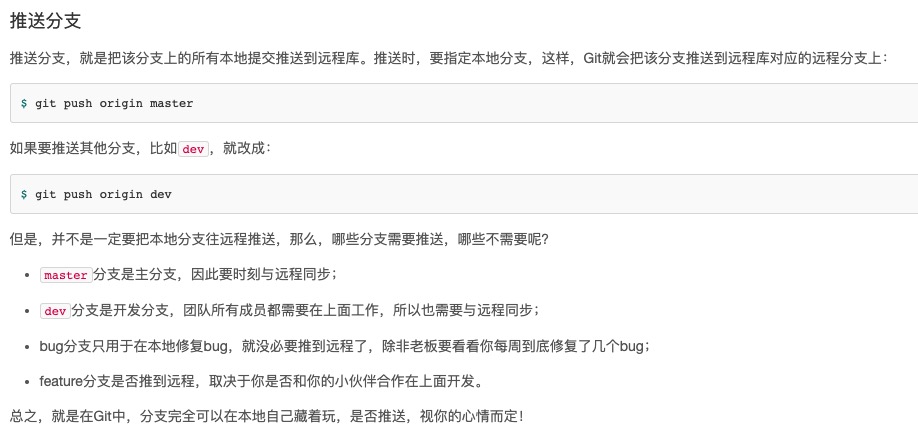 推送分支
推送分支，就是把该分支上的所有本地提交推送到远程库。推送时，要指定本地分支，这样，Git就会把该分支推送到远程库对应的远程分支上：
$ git push origin master
如果要推送其他分支，比如dev，就改成：
$ git push origin dev
但是，并不是一定要把本地分支往远程推送，那么，哪些分支需要推送，哪些不需要呢？
• master分支是主分支，因此要时刻与远程同步；
• dev分支是开发分支，团队所有成员都需要在上面工作，所以也需要与远程同步；
• bug分支只用于在本地修复bug，就没必要推到远程了，除非老板要看看你每周到底修复了几个bug；
• feature分支是否推到远程，取决于你是否和你的小伙伴合作在上面开发。
总之，就是在Git中，分支完全可以在本地自己藏着玩，是否推送，视你的心情而定！